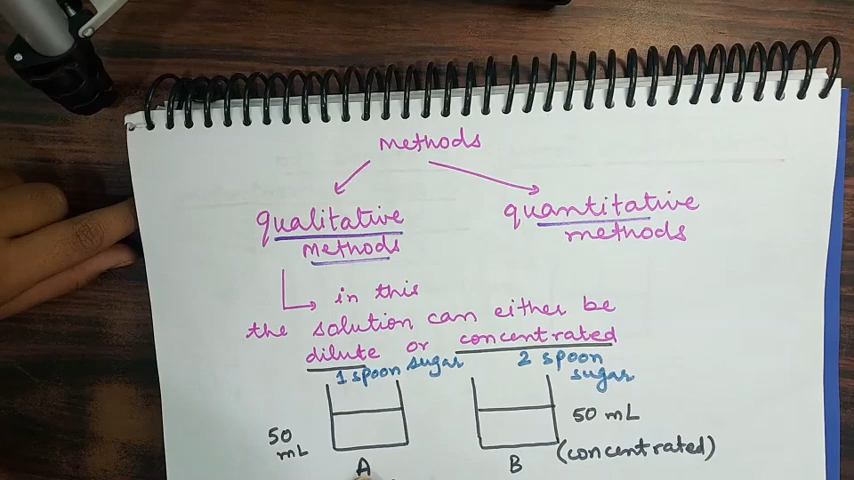 methods
qualitative quantitative
methods methods
in this
the solution can either be
dilute or concentrated
1 spoon sugar 2 spoon
sugar
50 mL 50 mL
(concentrated)
A B